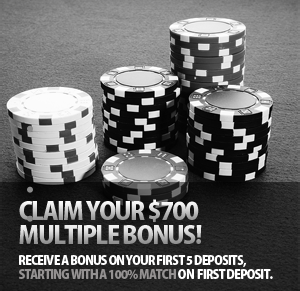 CLAIM YOUR $700
MULTIPLE BONUS!
RECEIVE A BONUS ON YOUR FIRST 5 DEPOSITS,
STARTING WITH A 100% MATCH ON FIRST DEPOSIT.